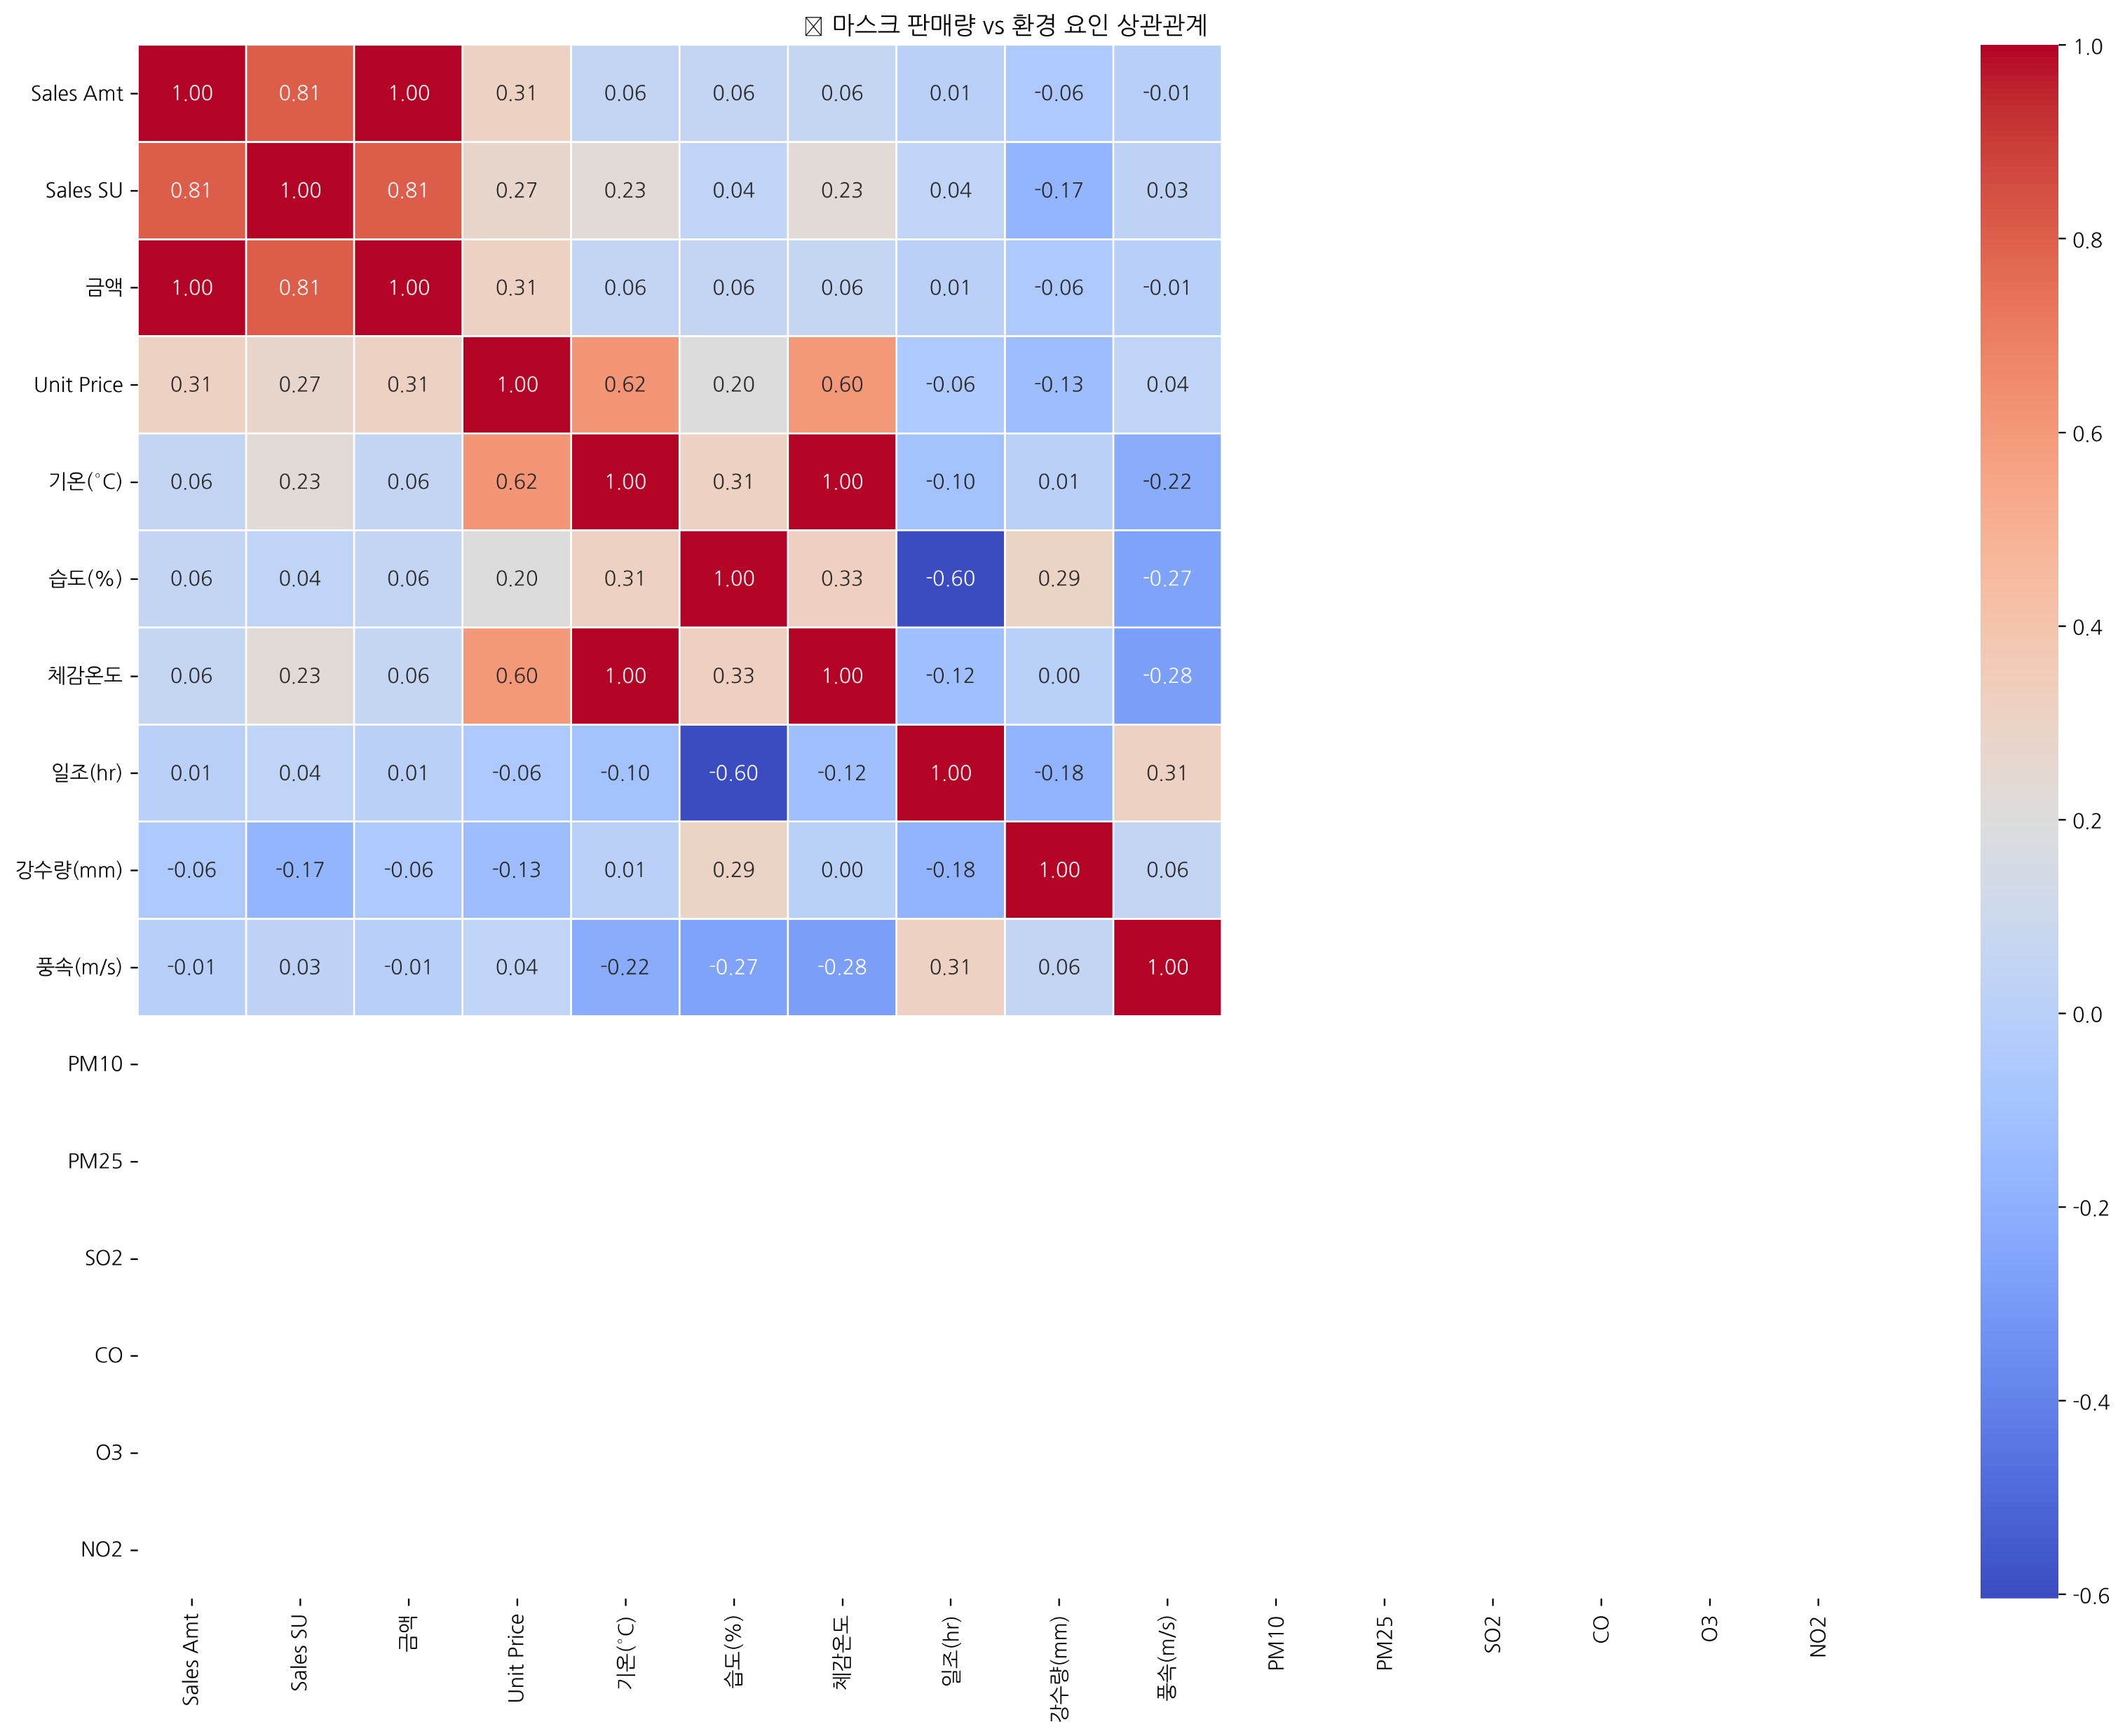 마스크 판매량 vs 환경 요인 상관관계
Sales Amt 1.00 0.81 1.00 0.31 0.06 0.06 0.06 0.01 -0.06 -0.01
Sales SU 0.81 1.00 0.81 0.27 0.23 0.04 0.23 0.04 -0.17 0.03
금액 1.00 0.81 1.00 0.31 0.06 0.06 0.06 0.01 -0.06 -0.01
Unit Price 0.31 0.27 0.31 1.00 0.62 0.20 0.60 -0.06 -0.13 0.04
기온(°C) 0.06 0.23 0.06 0.62 1.00 0.31 1.00 -0.10 0.01 -0.22
습도(%) 0.06 0.04 0.06 0.20 0.31 1.00 0.33 -0.60 0.29 -0.27
체감온도 0.06 0.23 0.06 0.60 1.00 0.33 1.00 -0.12 0.00 -0.28
일조(hr) 0.01 0.04 0.01 -0.06 -0.10 -0.60 -0.12 1.00 -0.18 0.31
강수량(mm) -0.06 -0.17 -0.06 -0.13 0.01 0.29 0.00 -0.18 1.00 0.06
풍속(m/s) -0.01 0.03 -0.01 0.04 -0.22 -0.27 -0.28 0.31 0.06 1.00
PM10
PM25
SO2
CO
O3
NO2
Sales Amt
Sales SU
금액
Unit Price
기온(°C)
습도(%)
체감온도
일조(hr)
강수량(mm)
풍속(m/s)
PM10
PM25
SO2
CO
O3
NO2
1.0
0.8
0.6
0.4
0.2
0.0
-0.2
-0.4
-0.6